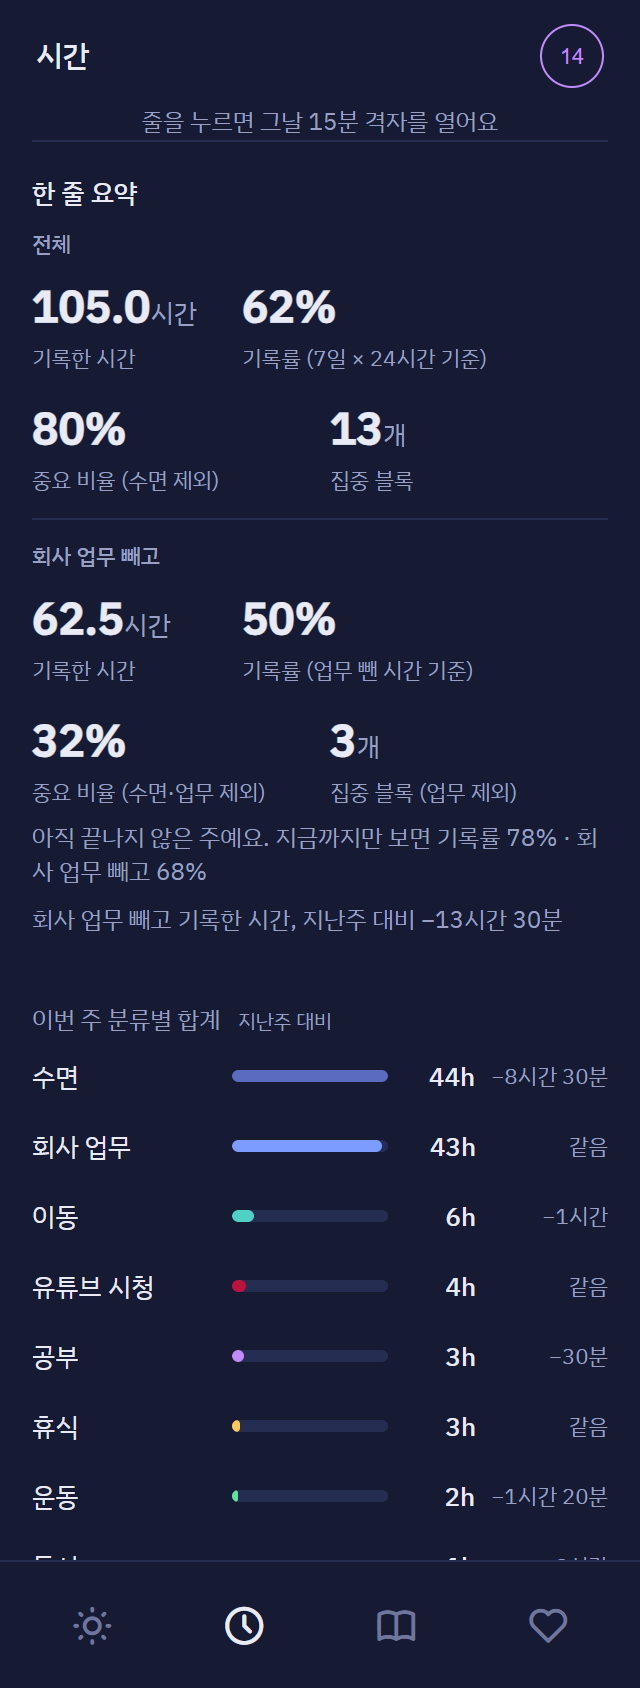 시간
14
줄을 누르면 그날 15분 격자를 열어요
한 줄 요약
전체
105.0시간 62%
기록한 시간 기록률 (7일 × 24시간 기준)
80% 13개
중요 비율 (수면 제외) 집중 블록
회사 업무 빼고
62.5시간 50%
기록한 시간 기록률 (업무 뺀 시간 기준)
32% 3개
중요 비율 (수면·업무 제외) 집중 블록 (업무 제외)
아직 끝나지 않은 주예요. 지금까지만 보면 기록률 78% · 회
사 업무 빼고 68%
회사 업무 빼고 기록한 시간, 지난주 대비 −13시간 30분
이번 주 분류별 합계 지난주 대비
수면 44h −8시간 30분
회사 업무 43h 같음
이동 6h −1시간
유튜브 시청 4h 같음
공부 3h −30분
휴식 3h 같음
운동 2h −1시간 20분